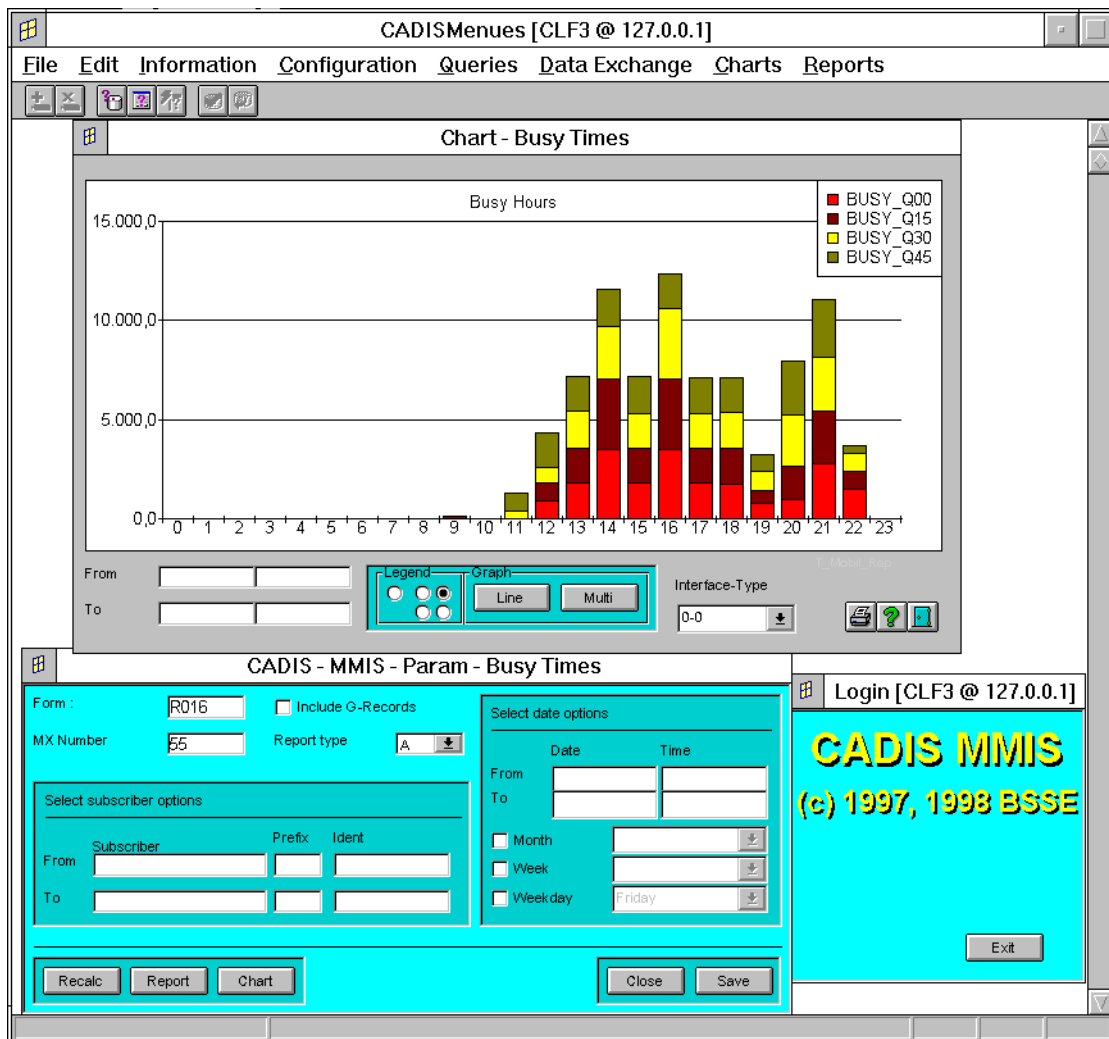 CADISMenues [CLF3 @ 127.0.0.1]
File Edit Information Configuration Queries Data Exchange Charts Reports
Chart - Busy Times
Busy Hours
BUSY_Q00
BUSY_Q15
BUSY_Q30
BUSY_Q45
15.000,0
10.000,0
5.000,0
0,0
0 1 2 3 4 5 6 7 8 9 10 11 12 13 14 15 16 17 18 19 20 21 22 23
T_Mobil_Rep
From
To
Legend
Graph
Line Multi
Interface-Type
0-0
CADIS - MMIS - Param - Busy Times
Form : R016 Include G-Records
MX Number 55 Report type A
Select subscriber options
Subscriber Prefix Ident
From
To
Select date options
Date Time
From
To
Month
Week
Weekday Friday
Recalc Report Chart Close Save
Login [CLF3 @ 127.0.0.1]
CADIS MMIS
(c) 1997, 1998 BSSE
Exit